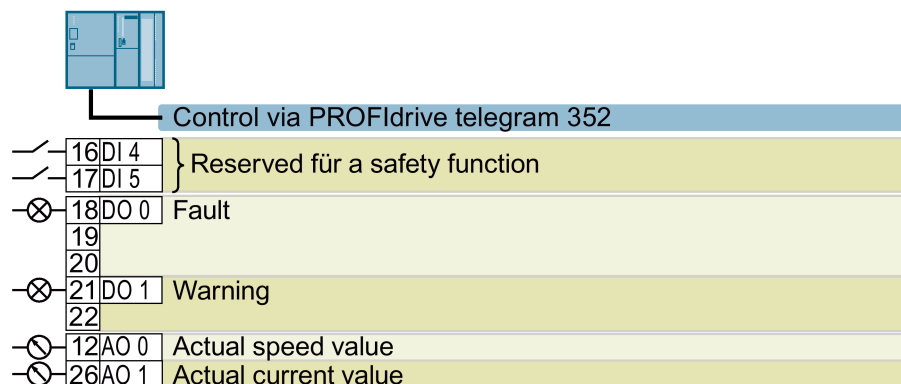 Control via PROFIdrive telegram 352
16 DI 4
Reserved für a safety function
17 DI 5
18 DO 0 Fault
19
20
21 DO 1 Warning
22
12 AO 0 Actual speed value
26 AO 1 Actual current value